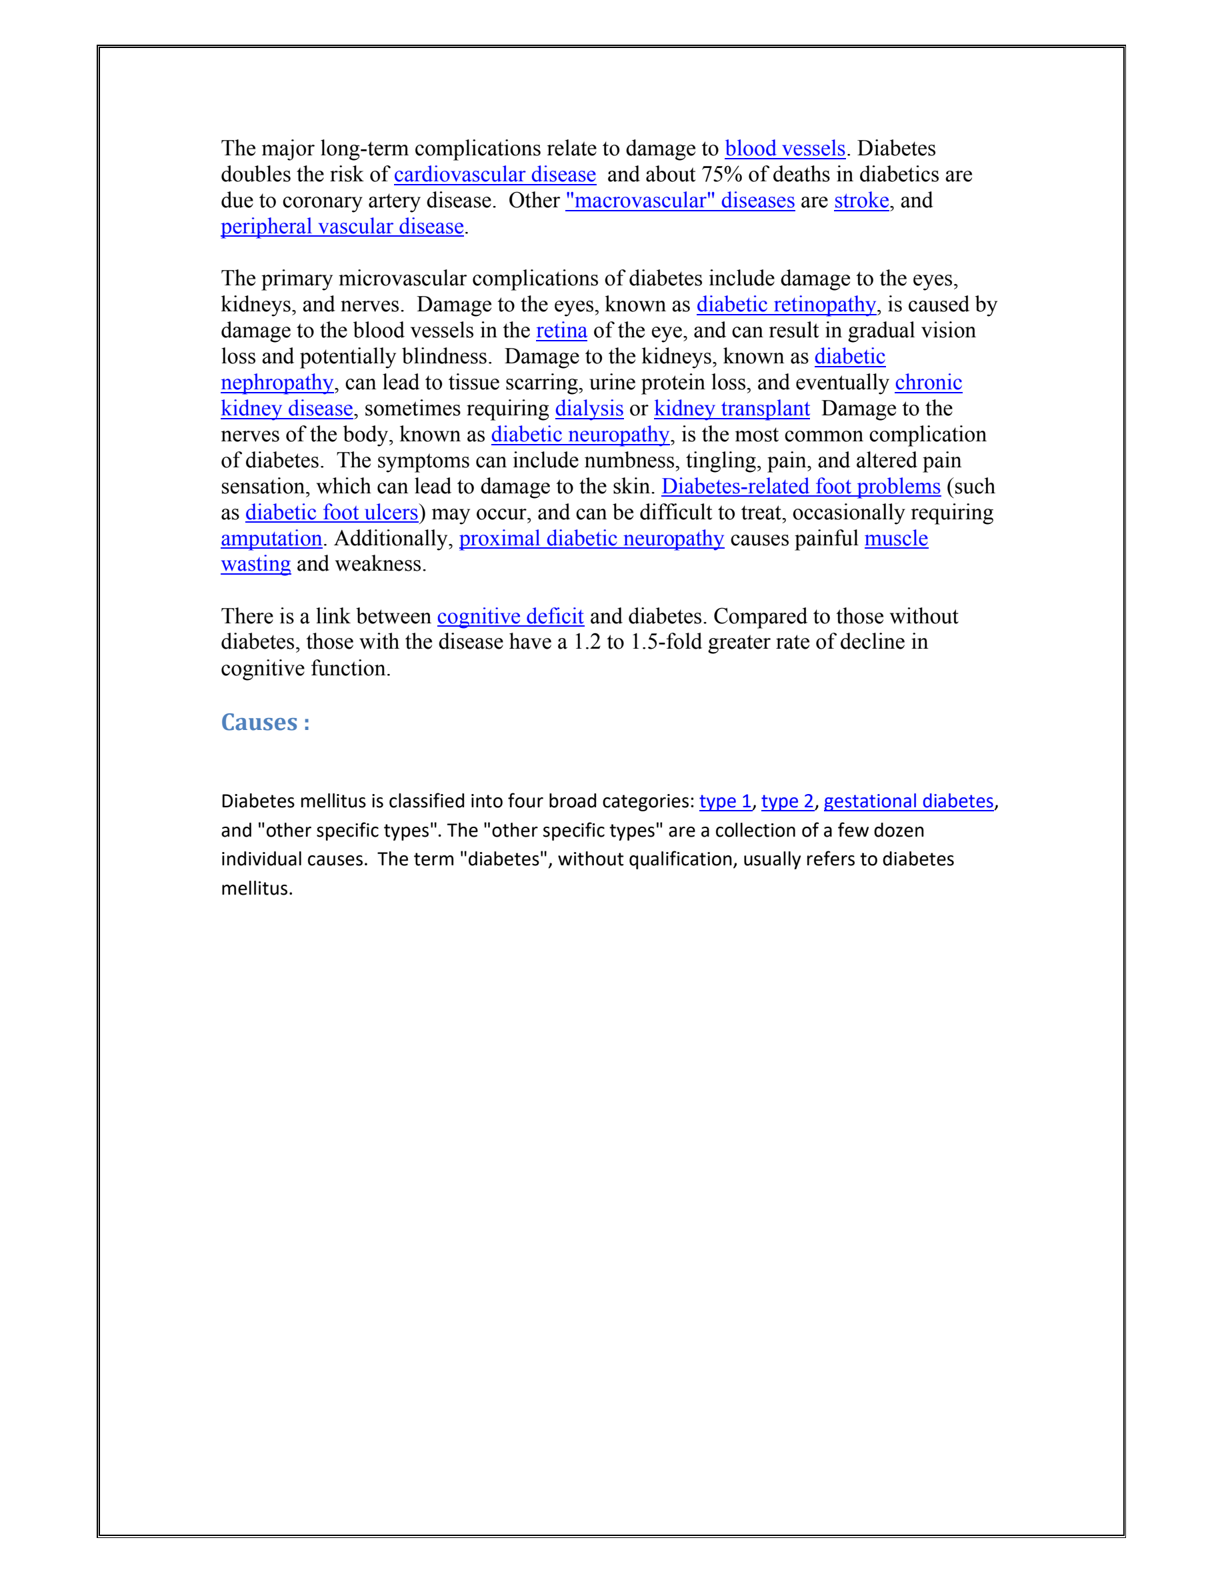 The major long-term complications relate to damage to blood vessels. Diabetes
doubles the risk of cardiovascular disease  and about 75% of deaths in diabetics are
due to coronary artery disease.  Other "macrovascular" diseases are stroke, and
peripheral vascular disease.
The primary microvascular complications of diabetes include damage to the eyes,
kidneys, and nerves.  Damage to the eyes, known as diabetic retinopathy, is caused by
damage to the blood vessels in the retina of the eye, and can result in gradual vision
loss and potentially blindness.  Damage to the kidneys, known as diabetic
nephropathy, can lead to tissue scarring, urine protein loss, and eventually chronic
kidney disease, sometimes requiring dialysis or kidney transplant  Damage to the
nerves of the body, known as diabetic neuropathy, is the most common complication
of diabetes.  The symptoms can include numbness, tingling, pain, and altered pain
sensation, which can lead to damage to the skin. Diabetes-related foot problems (such
as diabetic foot ulcers) may occur, and can be difficult to treat, occasionally requiring
amputation. Additionally, proximal diabetic neuropathy causes painful muscle
wasting and weakness.
There is a link between cognitive deficit and diabetes. Compared to those without
diabetes, those with the disease have a 1.2 to 1.5-fold greater rate of decline in
cognitive function.
Causes :
Diabetes mellitus is classified into four broad categories: type 1, type 2, gestational diabetes,
and "other specific types". The "other specific types" are a collection of a few dozen
individual causes.  The term "diabetes", without qualification, usually refers to diabetes
mellitus.